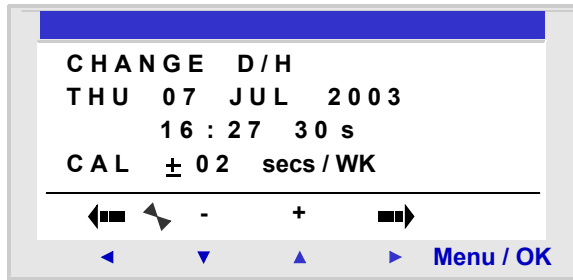 CHANGE D/H
THU 07 JUL 2003
16:27 30s
CAL ± 02 secs/WK
- +
Menu / OK